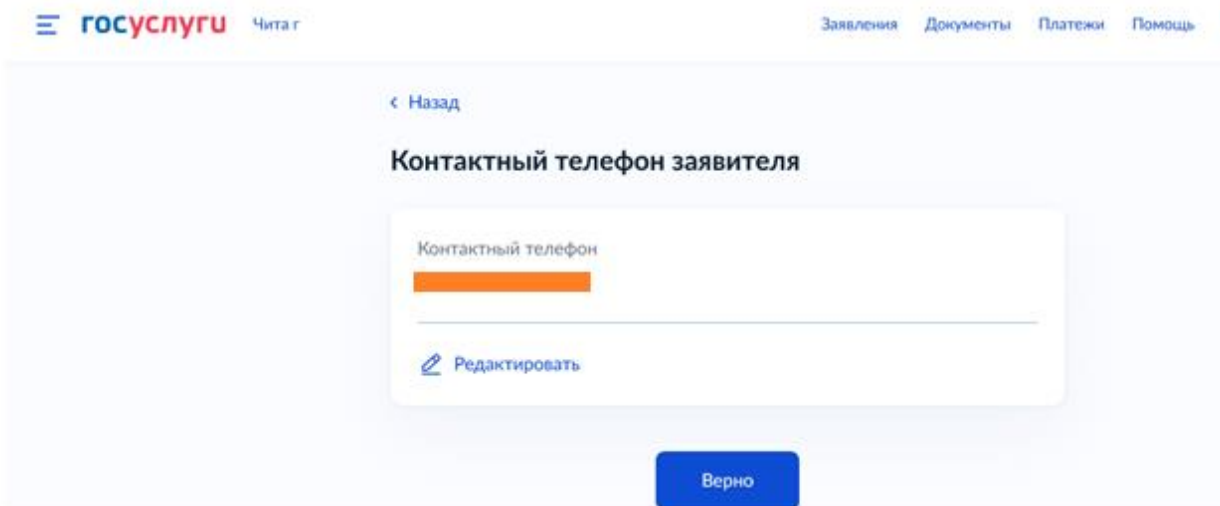 госуслуги Чита г Заявления Документы Платежи Помощь
Назад
Контактный телефон заявителя
Контактный телефон
Редактировать
Верно